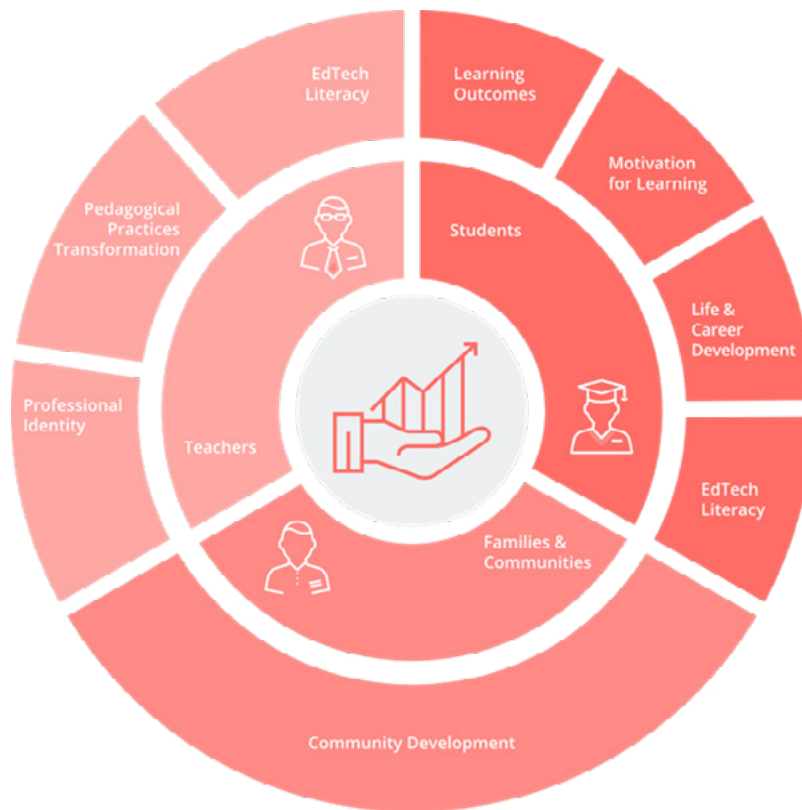 EdTech
Literacy
Learning
Outcomes
Motivation
for Learning
Pedagogical
Practices
Transformation
Students
Life &
Career
Development
Professional
Identity
Teachers
EdTech
Literacy
Families &
Communities
Community Development